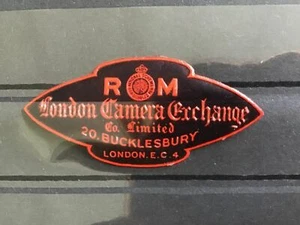 R M
London Camera Exchange
Co. Limited
20, BUCKLESBURY
LONDON. E.C. 4